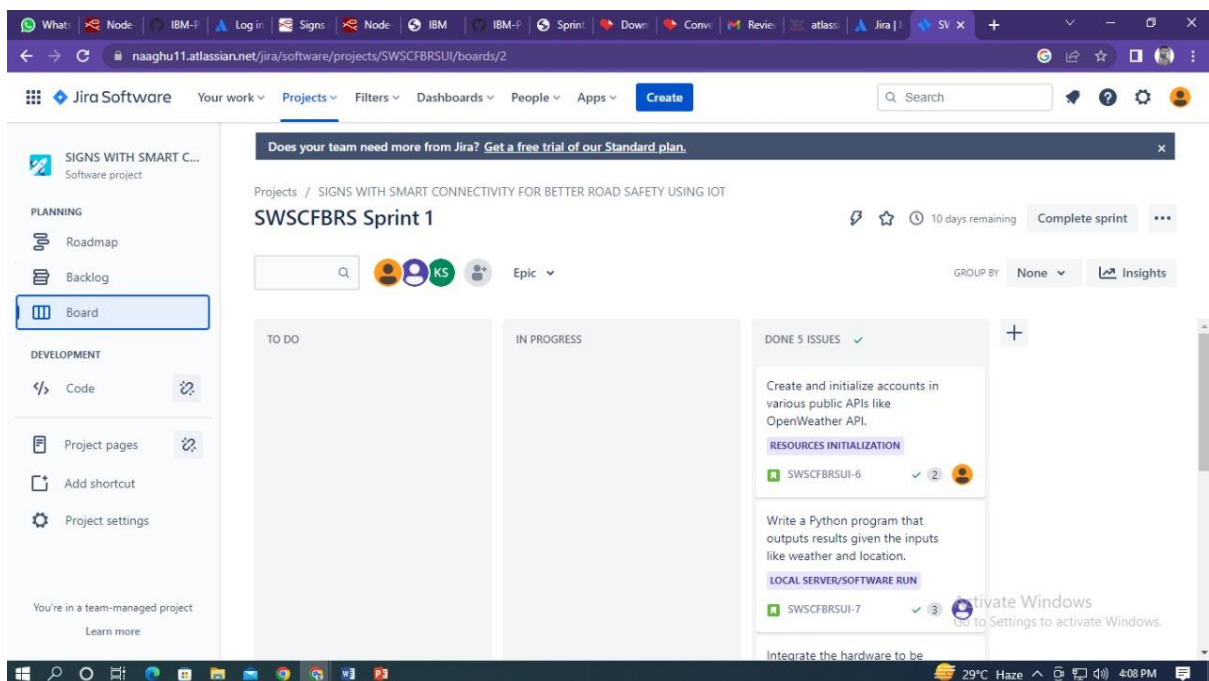 Whats
Node-
IBM-P
Log in
Signs
Node-
IBM
IBM-P
Sprint
Down
Conve
Review
atlass
Jira |
SV
naaghu11.atlassian.net/jira/software/projects/SWSCFBRSUI/boards/2
Jira Software
Your work
Projects
Filters
Dashboards
People
Apps
Create
Search
Does your team need more from Jira? Get a free trial of our Standard plan.
SIGNS WITH SMART C...
Software project
Projects / SIGNS WITH SMART CONNECTIVITY FOR BETTER ROAD SAFETY USING IOT
SWSCFBRS Sprint 1
10 days remaining
Complete sprint
PLANNING
Roadmap
Backlog
Board
DEVELOPMENT
Code
Project pages
Add shortcut
Project settings
You're in a team-managed project
Learn more
KS
Epic
GROUP BY
None
Insights
TO DO
IN PROGRESS
DONE 5 ISSUES
Create and initialize accounts in
various public APIs like
OpenWeather API.
RESOURCES INITIALIZATION
SWSCFBRSUI-6
2
Write a Python program that
outputs results given the inputs
like weather and location.
LOCAL SERVER/SOFTWARE RUN
SWSCFBRSUI-7
3
Integrate the hardware to be
Activate Windows
Go to Settings to activate Windows.
29°C Haze
4:08 PM